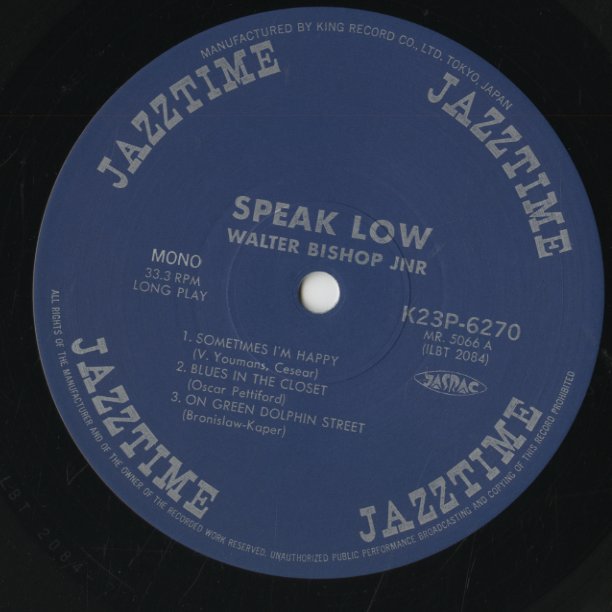 MANUFACTURED BY KING RECORD CO., LTD. TOKYO, JAPAN
JAZZTIME
JAZZTIME
SPEAK LOW
WALTER BISHOP JNR
MONO
33.3 RPM
LONG PLAY
K23P-6270
MR. 5066 A
(ILBT 2084)
JASRAC
1. SOMETIMES I'M HAPPY
(V. Youmans, Cesear)
2. BLUES IN THE CLOSET
(Oscar Pettiford)
3. ON GREEN DOLPHIN STREET
(Bronislaw-Kaper)
JAZZTIME
JAZZTIME
ALL RIGHTS OF THE MANUFACTURER AND OF THE OWNER OF THE RECORDED WORK RESERVED. UNAUTHORIZED PUBLIC PERFORMANCE BROADCASTING AND COPYING OF THIS RECORD PROHIBITED
LBT 2084